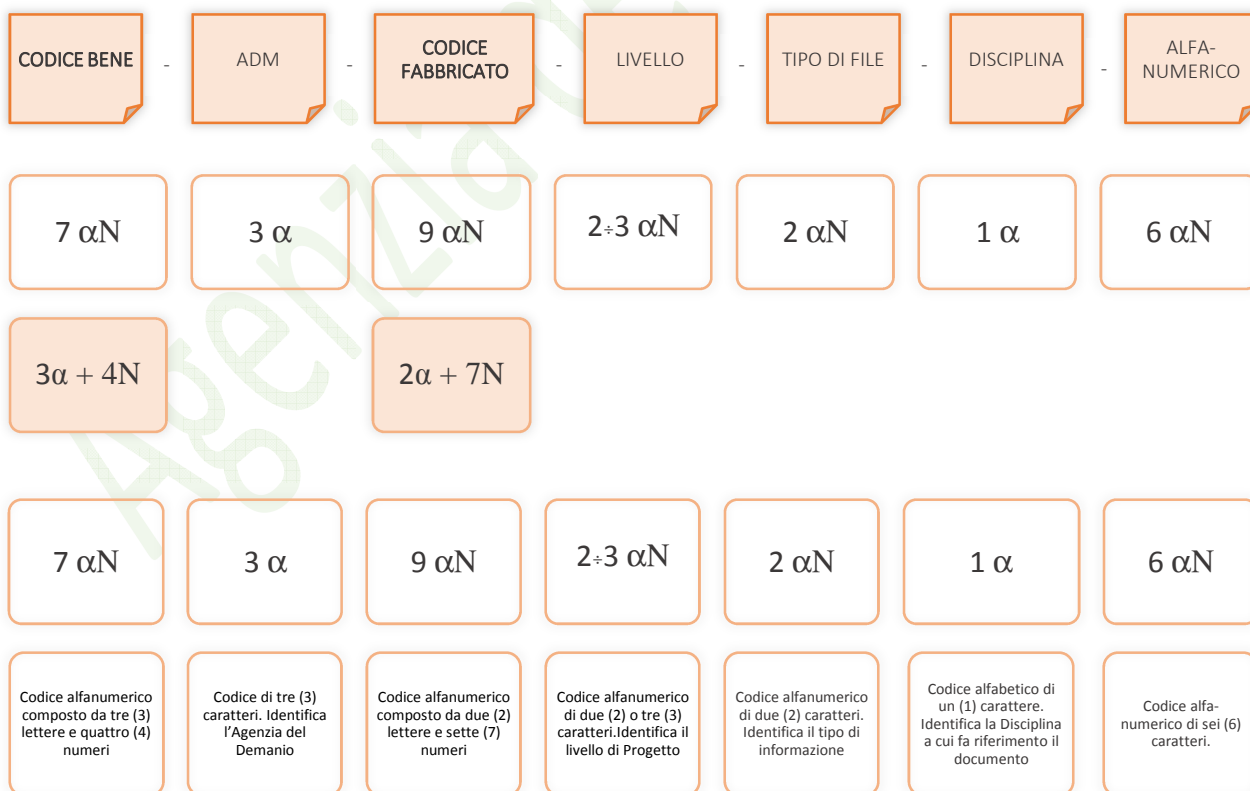 CODICE BENE - ADM - CODICE FABBRICATO - LIVELLO - TIPO DI FILE - DISCIPLINA - ALFA-NUMERICO
7 αN 3 α 9 αN 2÷3 αN 2 αN 1 α 6 αN
3α + 4N 2α + 7N
7 αN 3 α 9 αN 2÷3 αN 2 αN 1 α 6 αN
Codice alfanumerico
composto da tre (3)
lettere e quattro (4)
numeri
Codice di tre (3)
caratteri. Identifica
l'Agenzia del
Demanio
Codice alfanumerico
composto da due (2)
lettere e sette (7)
numeri
Codice alfanumerico
di due (2) o tre (3)
caratteri.Identifica il
livello di Progetto
Codice alfanumerico
di due (2) caratteri.
Identifica il tipo di
informazione
Codice alfabetico di
un (1) carattere.
Identifica la Disciplina
a cui fa riferimento il
documento
Codice alfa-
numerico di sei (6)
caratteri.
Agenzia